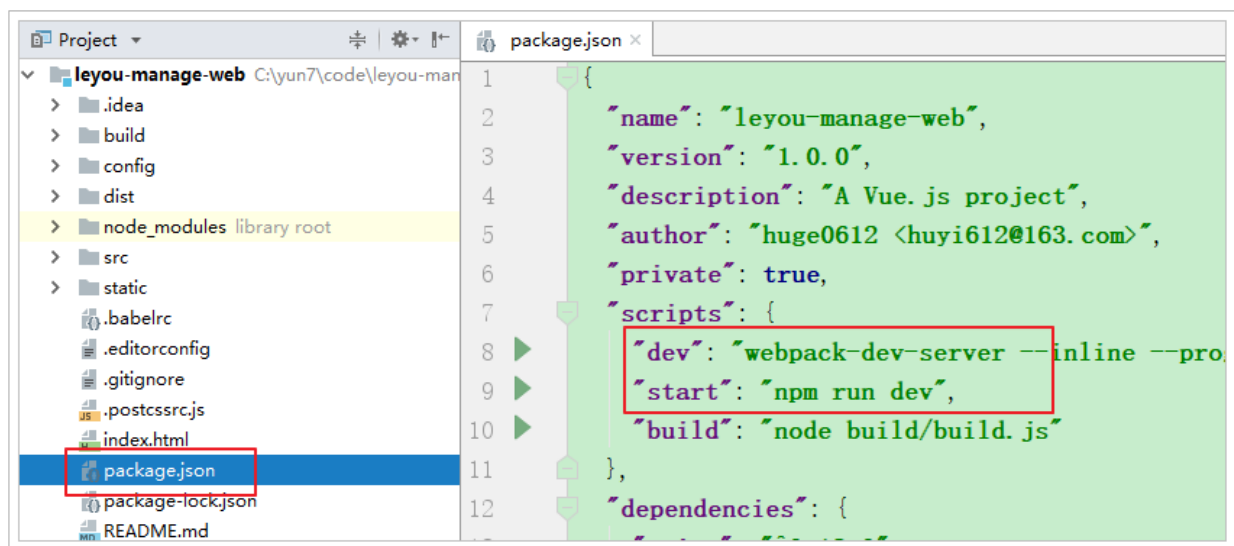 Project
package.json
leyou-manage-web C:\yun7\code\leyou-man
.idea
build
config
dist
node_modules library root
src
static
.babelrc
.editorconfig
.gitignore
.postcssrc.js
index.html
package.json
package-lock.json
README.md
1 {
2 "name": "leyou-manage-web",
3 "version": "1.0.0",
4 "description": "A Vue.js project",
5 "author": "huge0612 <huyi612@163.com>",
6 "private": true,
7 "scripts": {
8 "dev": "webpack-dev-server --inline --pro
9 "start": "npm run dev",
10 "build": "node build/build.js"
11 },
12 "dependencies": {